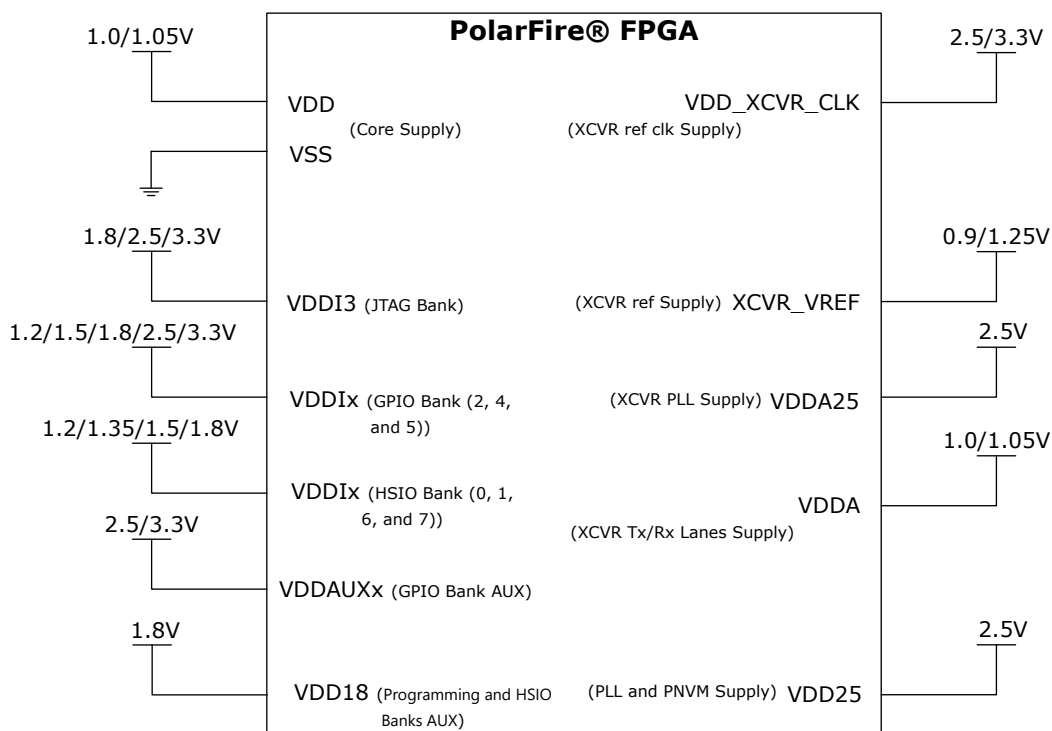 PolarFire® FPGA
1.0/1.05V
VDD
(Core Supply)
VSS
1.8/2.5/3.3V
VDDI3 (JTAG Bank)
1.2/1.5/1.8/2.5/3.3V
VDDIx (GPIO Bank (2, 4,
and 5))
1.2/1.35/1.5/1.8V
VDDIx (HSIO Bank (0, 1,
6, and 7))
2.5/3.3V
VDDAUXx (GPIO Bank AUX)
1.8V
VDD18 (Programming and HSIO
Banks AUX)
2.5/3.3V
VDD_XCVR_CLK
(XCVR ref clk Supply)
0.9/1.25V
(XCVR ref Supply) XCVR_VREF
2.5V
(XCVR PLL Supply) VDDA25
1.0/1.05V
VDDA
(XCVR Tx/Rx Lanes Supply)
2.5V
(PLL and PNVM Supply) VDD25